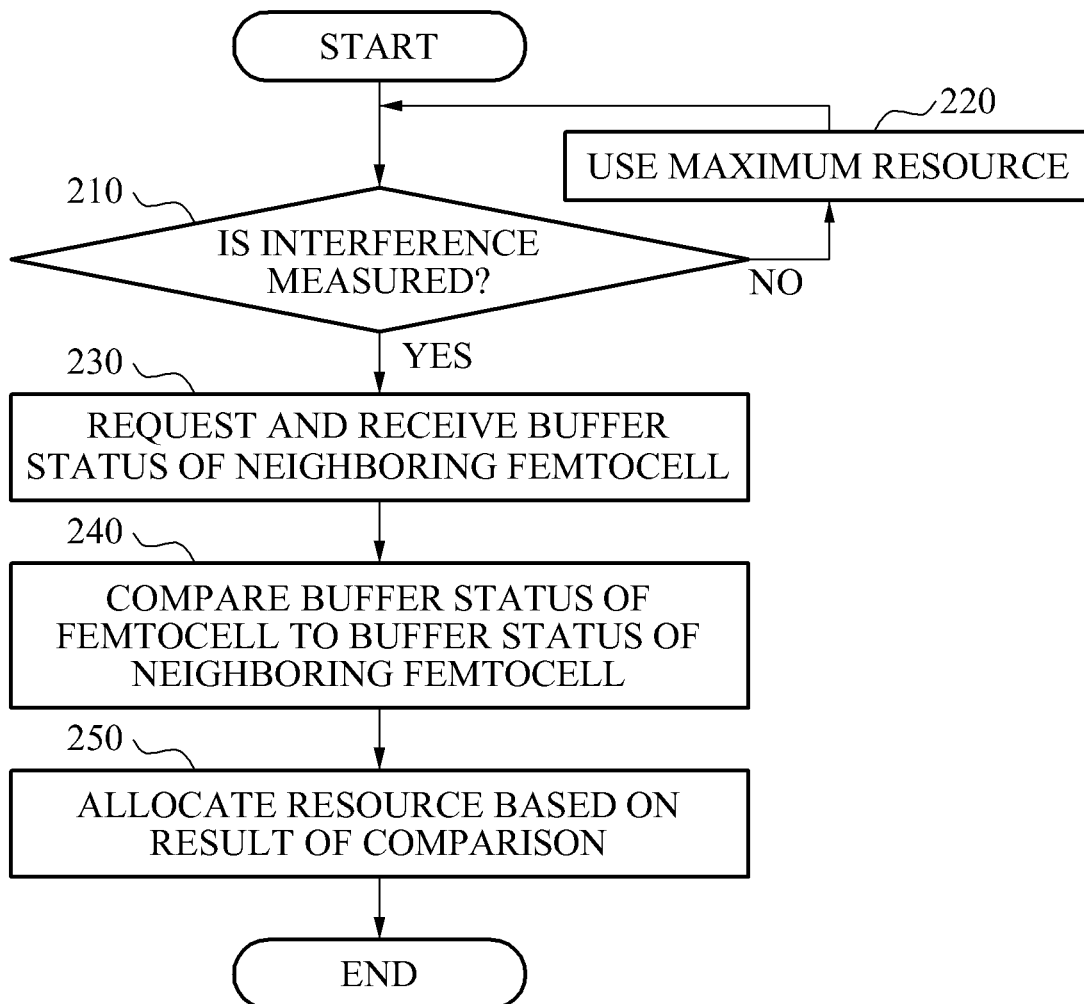 START
220
USE MAXIMUM RESOURCE
210
IS INTERFERENCE
MEASURED?
NO
YES
230
REQUEST AND RECEIVE BUFFER
STATUS OF NEIGHBORING FEMTOCELL
240
COMPARE BUFFER STATUS OF
FEMTOCELL TO BUFFER STATUS OF
NEIGHBORING FEMTOCELL
250
ALLOCATE RESOURCE BASED ON
RESULT OF COMPARISON
END